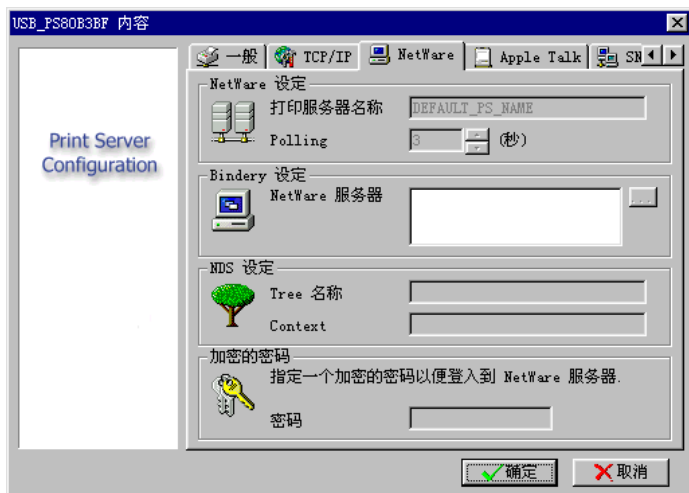 USB_PS80B3BF 内容
一般 TCP/IP NetWare Apple Talk SN
Print Server
Configuration
NetWare 设定
打印服务器名称 DEFAULT_PS_NAME
Polling 3 (秒)
Bindery 设定
NetWare 服务器 ...
NDS 设定
Tree 名称
Context
加密的密码
指定一个加密的密码以便登入到 NetWare 服务器.
密码
确定 取消